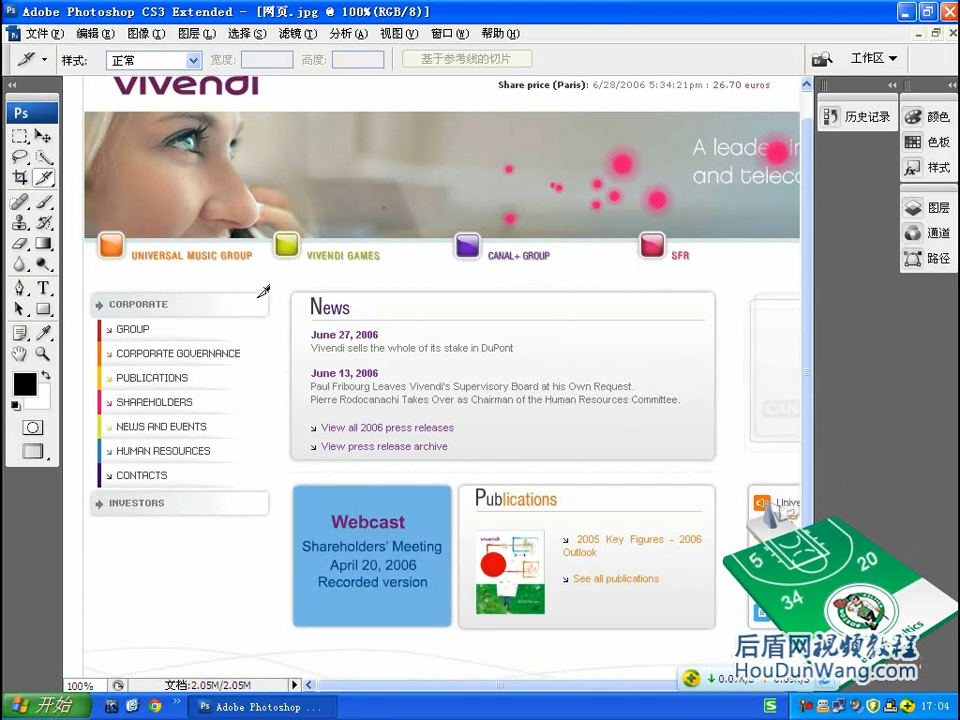 Adobe Photoshop CS3 Extended - [网页.jpg @ 100%(RGB/8)]
文件(F) 编辑(E) 图像(I) 图层(L) 选择(S) 滤镜(T) 分析(A) 视图(V) 窗口(W) 帮助(H)
样式: 正常 宽度: 高度: 基于参考线的切片 工作区
Ps
历史记录
颜色
色板
样式
图层
通道
路径
vivendi
Share price (Paris): 6/28/2006 5:34:21pm : 26.70 euros
A leader in
and teleco
UNIVERSAL MUSIC GROUP VIVENDI GAMES CANAL+ GROUP SFR
CORPORATE
GROUP
CORPORATE GOVERNANCE
PUBLICATIONS
SHAREHOLDERS
NEWS AND EVENTS
HUMAN RESOURCES
CONTACTS
INVESTORS
News
June 27, 2006
Vivendi sells the whole of its stake in DuPont
June 13, 2006
Paul Fribourg Leaves Vivendi's Supervisory Board at his Own Request.
Pierre Rodocanachi Takes Over as Chairman of the Human Resources Committee.
View all 2006 press releases
View press release archive
CAN
Webcast
Shareholders' Meeting
April 20, 2006
Recorded version
Publications
vivendi
2005 Key Figures - 2006
Outlook
See all publications
Unive
5
20
34
后盾网视频教程
HouDunWang.com
100% 文档:2.05M/2.05M
开始 Adobe Photoshop ... 17:04